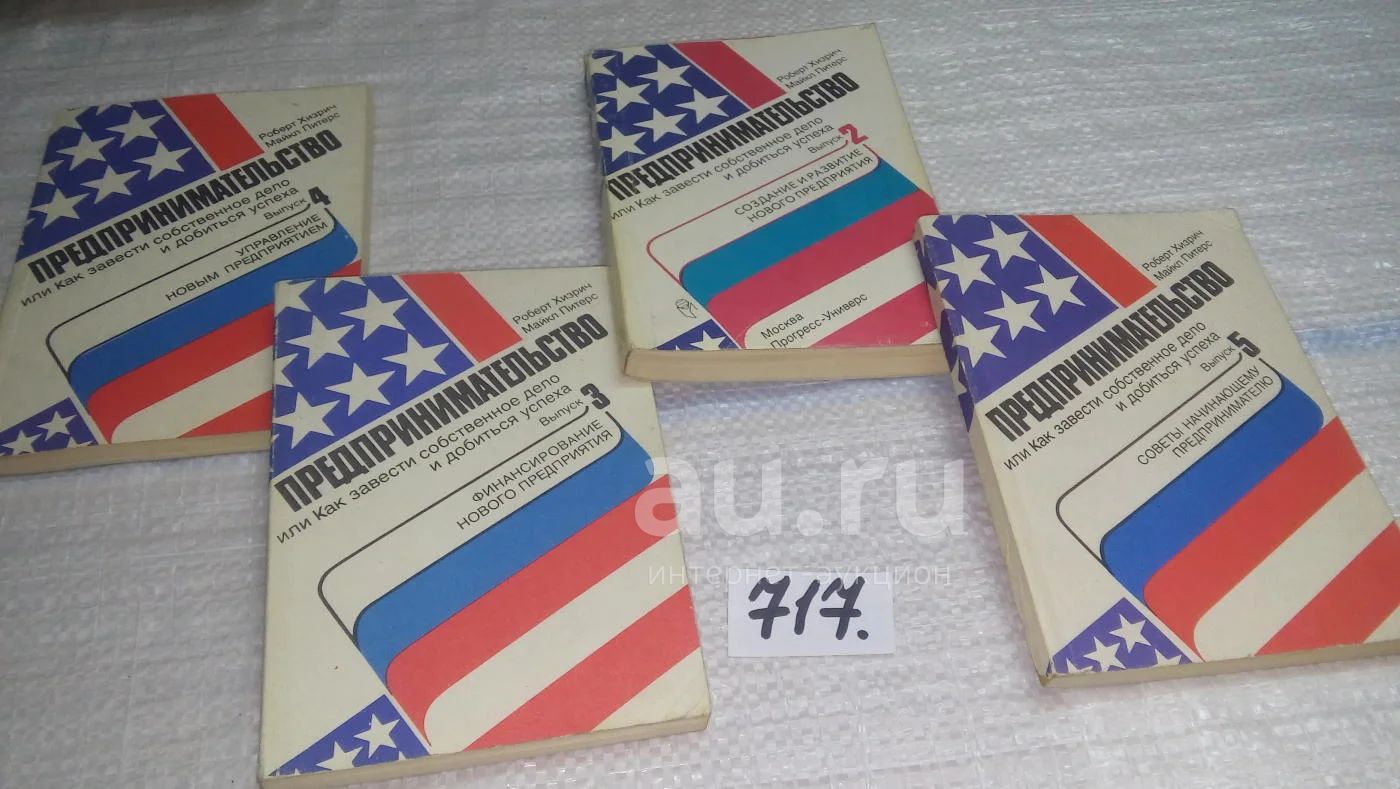 Роберт Хизрич
Майкл Питерс
ПРЕДПРИНИМАТЕЛЬСТВО
или Как завести собственное дело
и добиться успеха
Выпуск 4
УПРАВЛЕНИЕ
НОВЫМ ПРЕДПРИЯТИЕМ
Роберт Хизрич
Майкл Питерс
ПРЕДПРИНИМАТЕЛЬСТВО
или Как завести собственное дело
и добиться успеха
Выпуск 2
СОЗДАНИЕ И РАЗВИТИЕ
НОВОГО ПРЕДПРИЯТИЯ
Москва
Прогресс-Универс
Роберт Хизрич
Майкл Питерс
ПРЕДПРИНИМАТЕЛЬСТВО
или Как завести собственное дело
и добиться успеха
Выпуск 3
ФИНАНСИРОВАНИЕ
НОВОГО ПРЕДПРИЯТИЯ
Роберт Хизрич
Майкл Питерс
ПРЕДПРИНИМАТЕЛЬСТВО
или Как завести собственное дело
и добиться успеха
Выпуск 5
СОВЕТЫ НАЧИНАЮЩЕМУ
ПРЕДПРИНИМАТЕЛЮ
au.ru
интернет-аукцион
717.